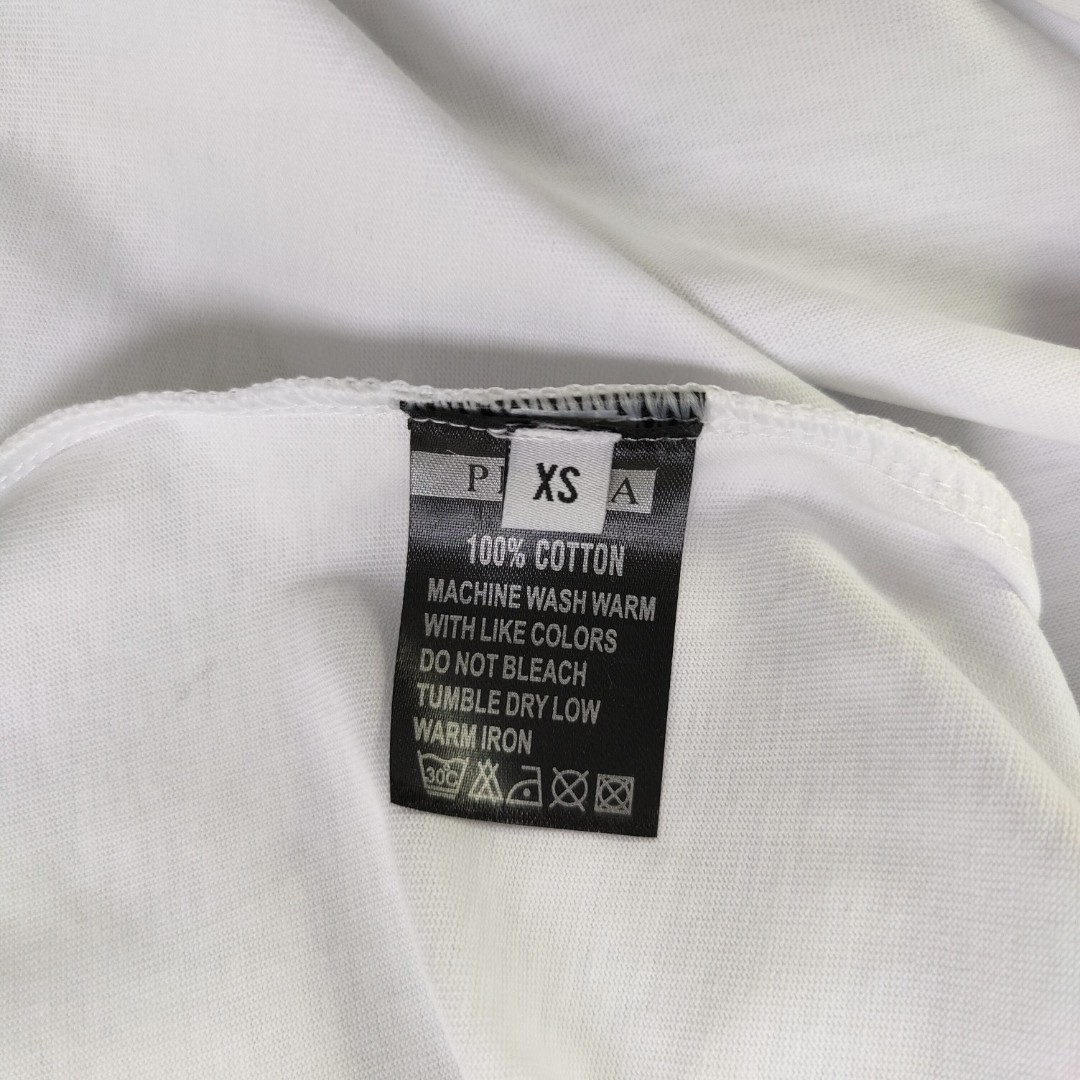 XS
100% COTTON
MACHINE WASH WARM
WITH LIKE COLORS
DO NOT BLEACH
TUMBLE DRY LOW
WARM IRON
30C